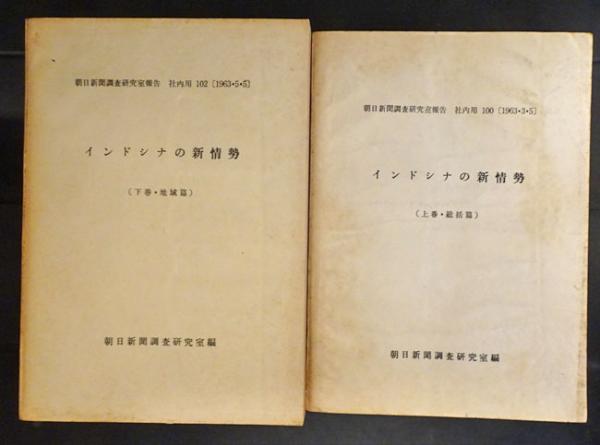 朝日新聞調査研究室報告 社内用 102〔1963・5・5〕
インドシナの新情勢
(下巻・地域篇)
朝日新聞調査研究室編
朝日新聞調査研究室報告 社内用 100〔1963・3・5〕
インドシナの新情勢
(上巻・総括篇)
朝日新聞調査研究室編